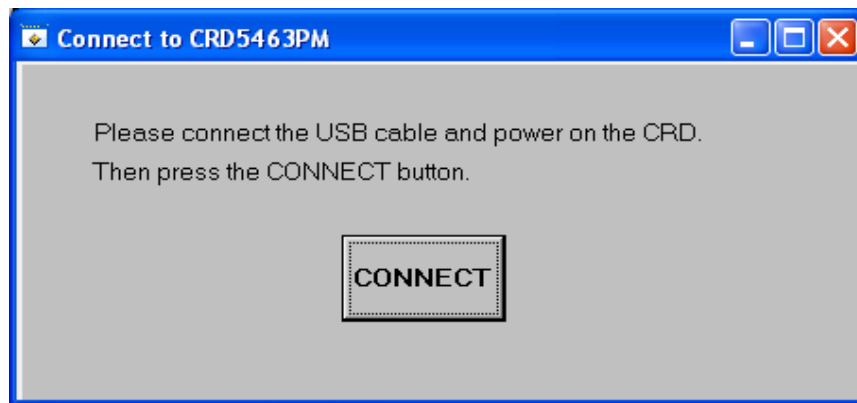 Connect to CRD5463PM
Please connect the USB cable and power on the CRD.
Then press the CONNECT button.
CONNECT